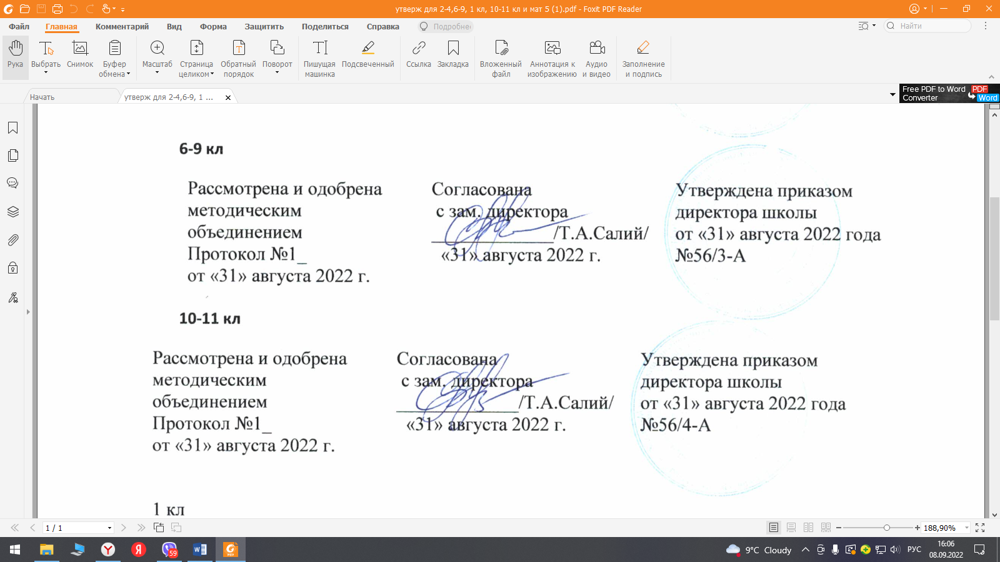 утверж для 2-4,6-9, 1 кл, 10-11 кл и мат 5 (1).pdf - Foxit PDF Reader
Файл Главная Комментарий Вид Форма Защитить Поделиться Справка Подробне Найти
Рука Выбрать Снимок Буфер обмена Масштаб Страница целиком Обратный порядок Поворот Пишущая машинка Подсвеченный Ссылка Закладка Вложенный файл Аннотация к изображению Аудио и видео Заполнение и подпись
Начать утверж для 2-4,6-9, 1 ...
Free PDF to Word Converter PDF Word
6-9 кл
Рассмотрена и одобрена
методическим
объединением
Протокол №1_
от «31» августа 2022 г.
Согласована
с зам. директора
______________/Т.А.Салий/
«31» августа 2022 г.
Утверждена приказом
директора школы
от «31» августа 2022 года
№56/3-А
10-11 кл
Рассмотрена и одобрена
методическим
объединением
Протокол №1_
от «31» августа 2022 г.
Согласована
с зам. директора
______________/Т.А.Салий/
«31» августа 2022 г.
Утверждена приказом
директора школы
от «31» августа 2022 года
№56/4-А
1 кл
1 / 1
188,90%
59
9°C Cloudy
РУС
16:06
08.09.2022